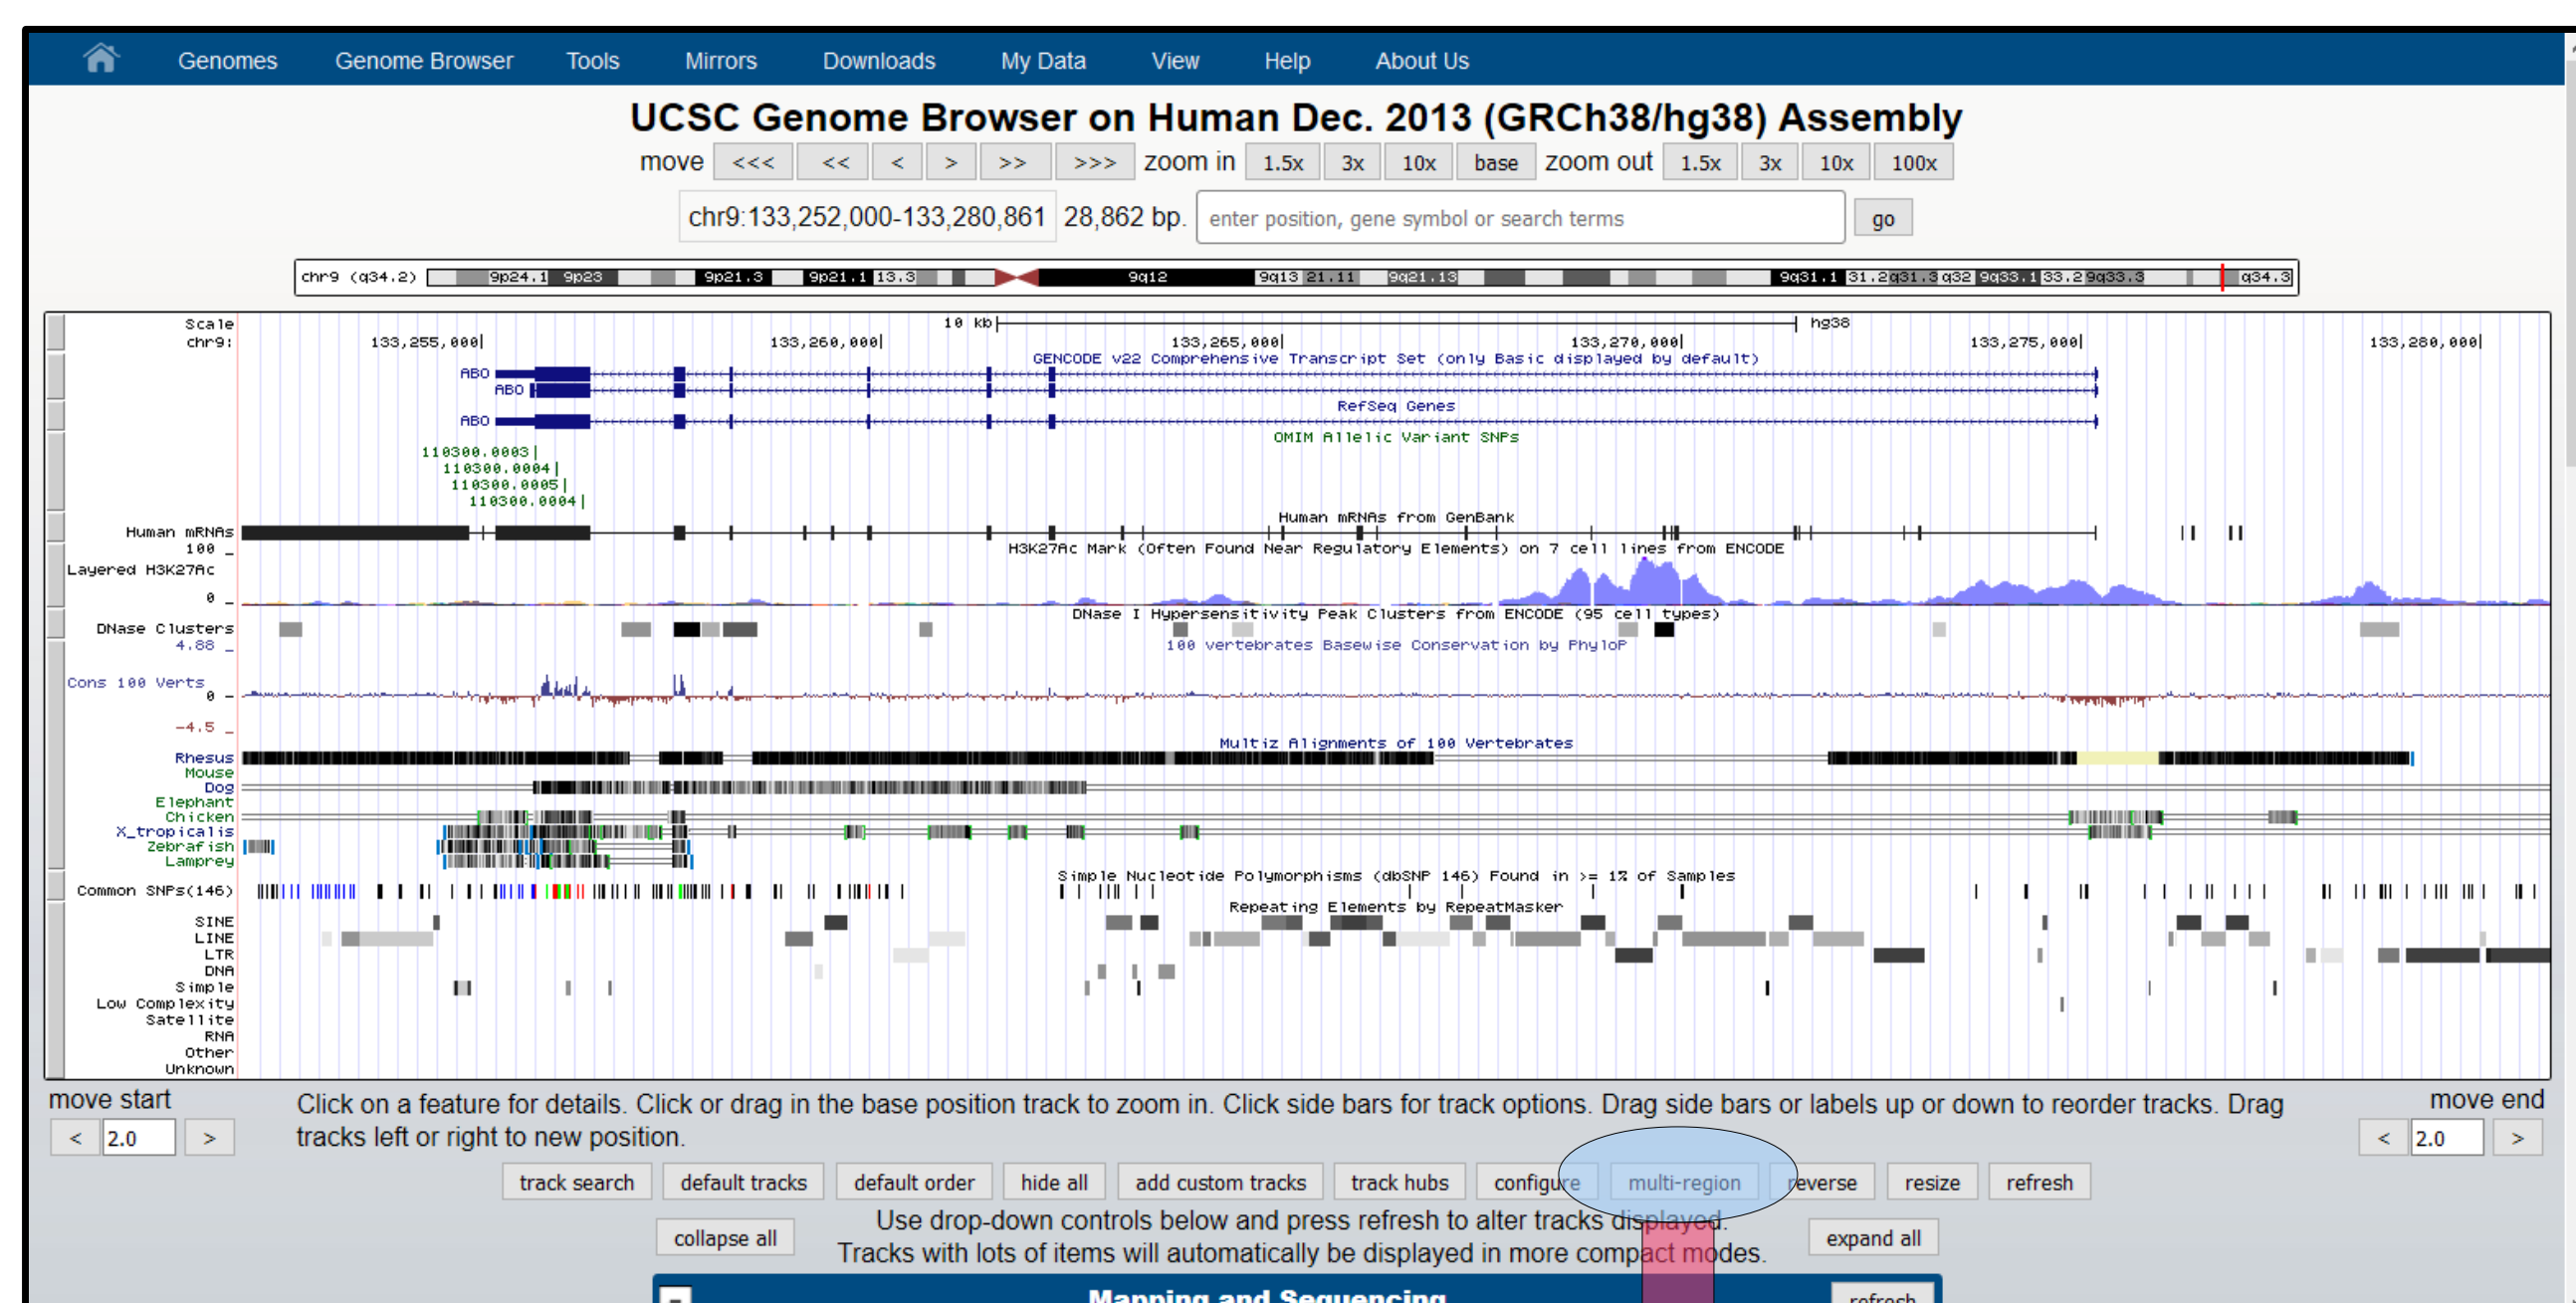 Genomes Genome Browser Tools Mirrors Downloads My Data View Help About Us
UCSC Genome Browser on Human Dec. 2013 (GRCh38/hg38) Assembly
move <<< << < > >> >>> zoom in 1.5x 3x 10x base zoom out 1.5x 3x 10x 100x
chr9:133,252,000-133,280,861 28,862 bp. enter position, gene symbol or search terms go
chr9 (q34.2) 9p24.1 9p23 9p21.3 9p21.1 13.3 9q12 9q13 21.11 9q21.13 9q31.1 31.2 q31.3 q32 9q33.1 33.2 9q33.3 q34.3
Scale 10 kb hg38
chr9: 133,255,000| 133,260,000| 133,265,000| 133,270,000| 133,275,000| 133,280,000|
GENCODE v22 Comprehensive Transcript Set (only Basic displayed by default)
ABO
ABO
RefSeq Genes
ABO
OMIM Allelic Variant SNPs
110300.0003
110300.0004
110300.0005
110300.0004
Human mRNAs from GenBank
Human mRNAs
H3K27Ac Mark (Often Found Near Regulatory Elements) on 7 cell lines from ENCODE
100 _
Layered H3K27Ac
0 _
DNase I Hypersensitivity Peak Clusters from ENCODE (95 cell types)
DNase Clusters
100 vertebrates Basewise Conservation by PhyloP
4.88 _
Cons 100 Verts
0 -
-4.5 _
Multiz Alignments of 100 Vertebrates
Rhesus
Mouse
Dog
Elephant
Chicken
X_tropicalis
Zebrafish
Lamprey
Simple Nucleotide Polymorphisms (dbSNP 146) Found in >= 1% of Samples
Common SNPs(146)
Repeating Elements by RepeatMasker
SINE
LINE
LTR
DNA
Simple
Low Complexity
Satellite
RNA
Other
Unknown
move start Click on a feature for details. Click or drag in the base position track to zoom in. Click side bars for track options. Drag side bars or labels up or down to reorder tracks. Drag move end
< 2.0 > tracks left or right to new position. < 2.0 >
track search default tracks default order hide all add custom tracks track hubs configure multi-region reverse resize refresh
Use drop-down controls below and press refresh to alter tracks displayed.
collapse all Tracks with lots of items will automatically be displayed in more compact modes. expand all
Mapping and Sequencing refresh